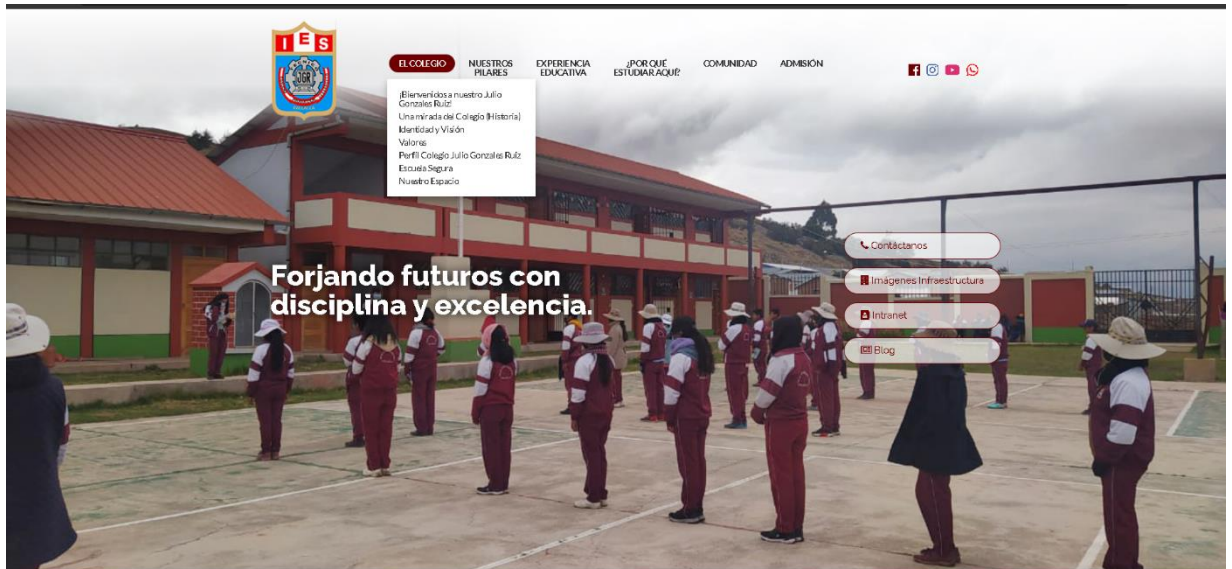 IES
JGR
EL COLEGIO
NUESTROS
PILARES
EXPERIENCIA
EDUCATIVA
¿POR QUÉ
ESTUDIAR AQUÍ?
COMUNIDAD
ADMISIÓN
¡Bienvenidos a nuestro Julio
Gonzales Ruiz!
Una mirada del Colegio (Historia)
Identidad y Visión
Valores
Perfil Colegio Julio Gonzales Ruiz
Escuela Segura
Nuestro Espacio
Forjando futuros con
disciplina y excelencia.
Contáctanos
Imágenes Infraestructura
Intranet
Blog